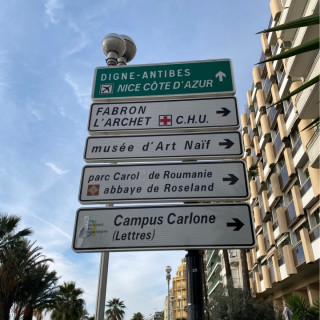 DIGNE-ANTIBES
NICE CÔTE D'AZUR
FABRON
L'ARCHET C.H.U.
musée d'Art Naïf
parc Carol de Roumanie
abbaye de Roseland
Campus Carlone
(Lettres)